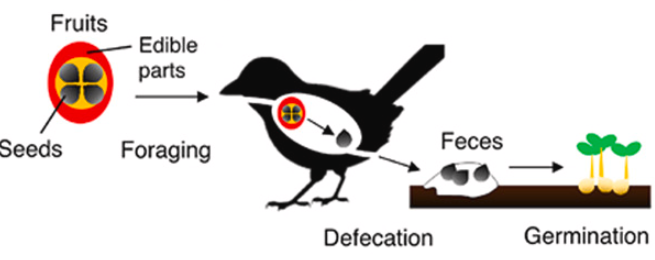 Fruits
Edible
parts
Seeds
Foraging
Feces
Defecation
Germination